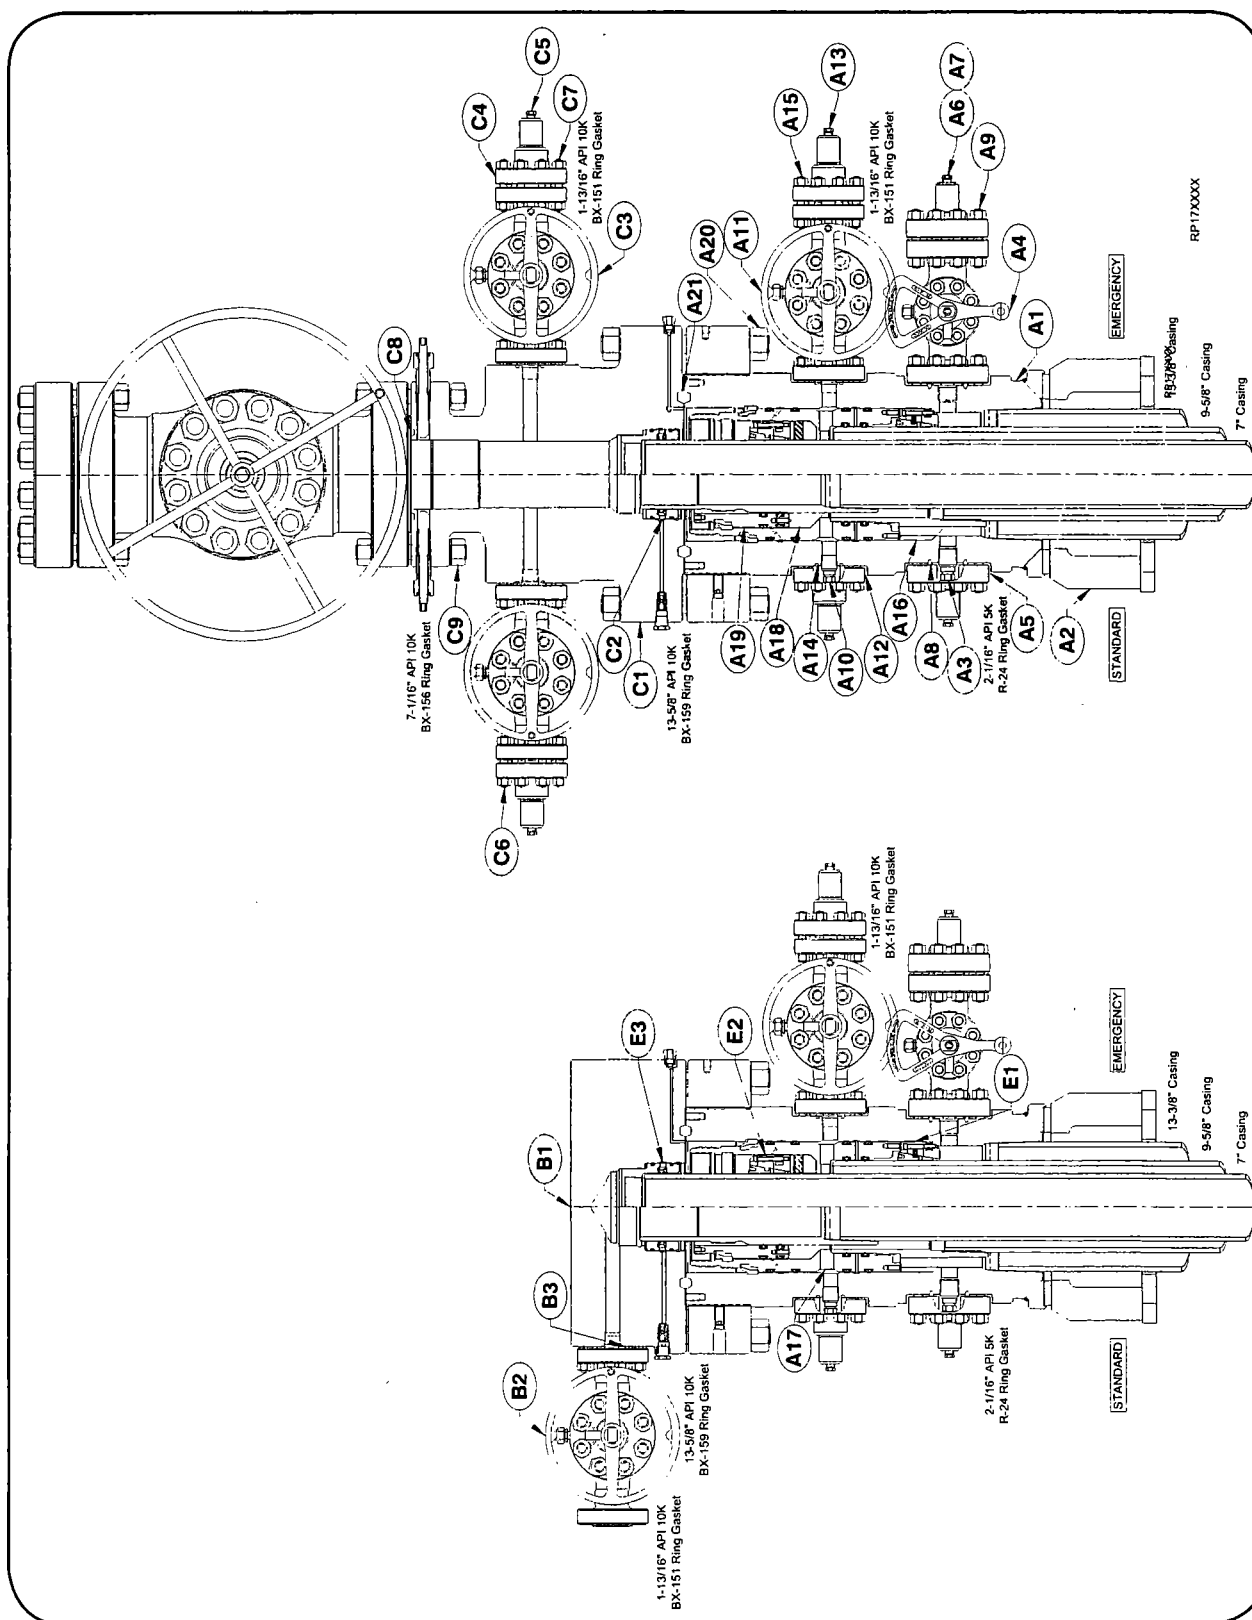 C4
C5
C7
1-13/16" API 10K
BX-151 Ring Gasket
C3
A15
A13
1-13/16" API 10K
BX-151 Ring Gasket
A20
A11
A21
A6
A7
A9
A4
A1
EMERGENCY
RP17XXXX
9-5/8" Casing
7" Casing
C8
C9
7-1/16" API 10K
BX-156 Ring Gasket
C6
C2
C1
13-5/8" API 10K
BX-159 Ring Gasket
A19
A18
A14
A10
A12
A16
A8
A3
A5
A2
2-1/16" API 5K
R-24 Ring Gasket
STANDARD
B1
B2
B3
E3
E2
E1
1-13/16" API 10K
BX-151 Ring Gasket
EMERGENCY
13-3/8" Casing
9-5/8" Casing
7" Casing
13-5/8" API 10K
BX-159 Ring Gasket
1-13/16" API 10K
BX-151 Ring Gasket
A17
2-1/16" API 5K
R-24 Ring Gasket
STANDARD